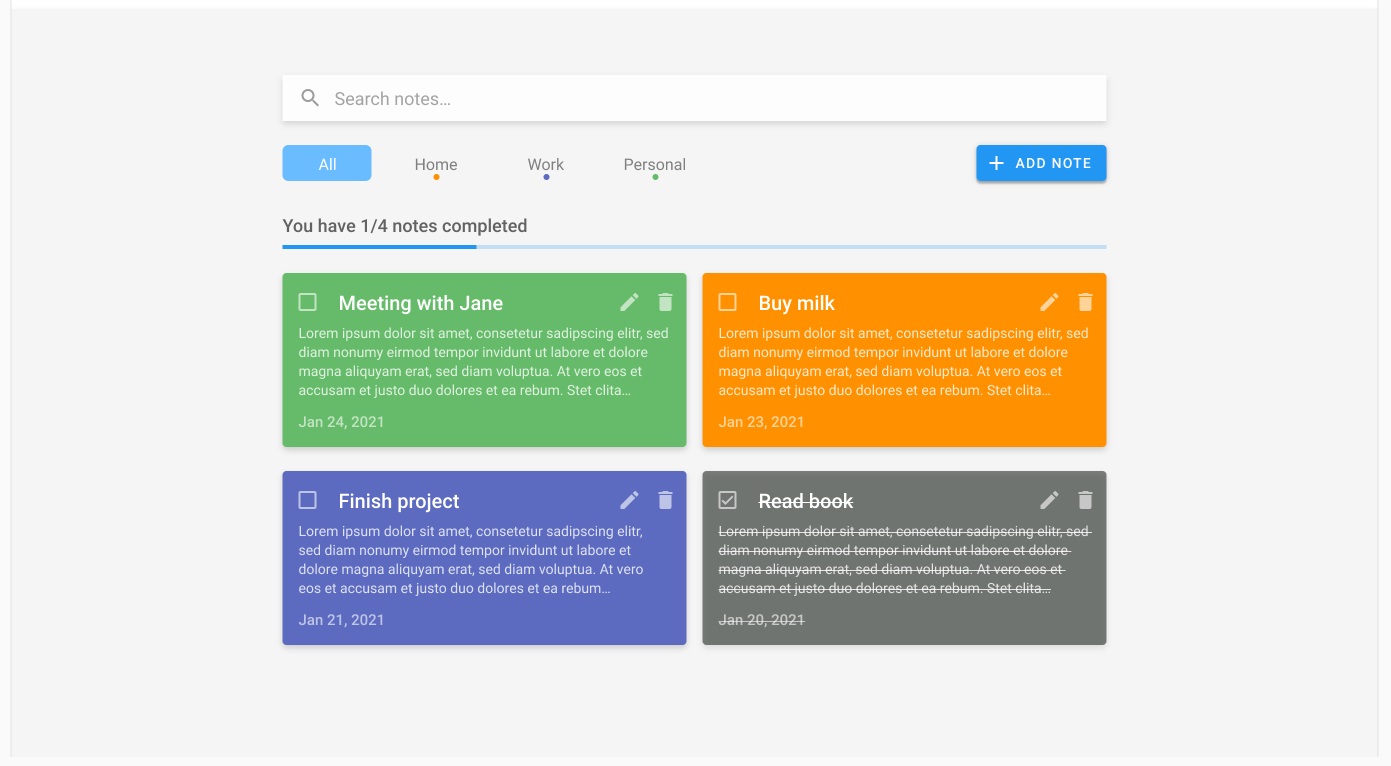 Search notes…
All Home Work Personal ADD NOTE
You have 1/4 notes completed
Meeting with Jane
Lorem ipsum dolor sit amet, consetetur sadipscing elitr, sed
diam nonumy eirmod tempor invidunt ut labore et dolore
magna aliquyam erat, sed diam voluptua. At vero eos et
accusam et justo duo dolores et ea rebum. Stet clita…
Jan 24, 2021
Buy milk
Lorem ipsum dolor sit amet, consetetur sadipscing elitr, sed
diam nonumy eirmod tempor invidunt ut labore et dolore
magna aliquyam erat, sed diam voluptua. At vero eos et
accusam et justo duo dolores et ea rebum. Stet clita…
Jan 23, 2021
Finish project
Lorem ipsum dolor sit amet, consetetur sadipscing elitr,
sed diam nonumy eirmod tempor invidunt ut labore et
dolore magna aliquyam erat, sed diam voluptua. At vero
eos et accusam et justo duo dolores et ea rebum…
Jan 21, 2021
Read book
Lorem ipsum dolor sit amet, consetetur sadipscing elitr, sed
diam nonumy eirmod tempor invidunt ut labore et dolore
magna aliquyam erat, sed diam voluptua. At vero eos et
accusam et justo duo dolores et ea rebum. Stet clita…
Jan 20, 2021